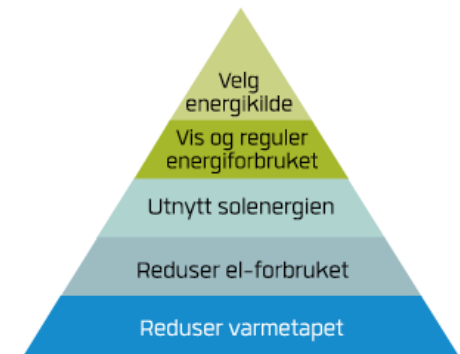 Velg
energikilde
Vis og reguler
energiforbruket
Utnytt solenergien
Reduser el-forbruket
Reduser varmetapet